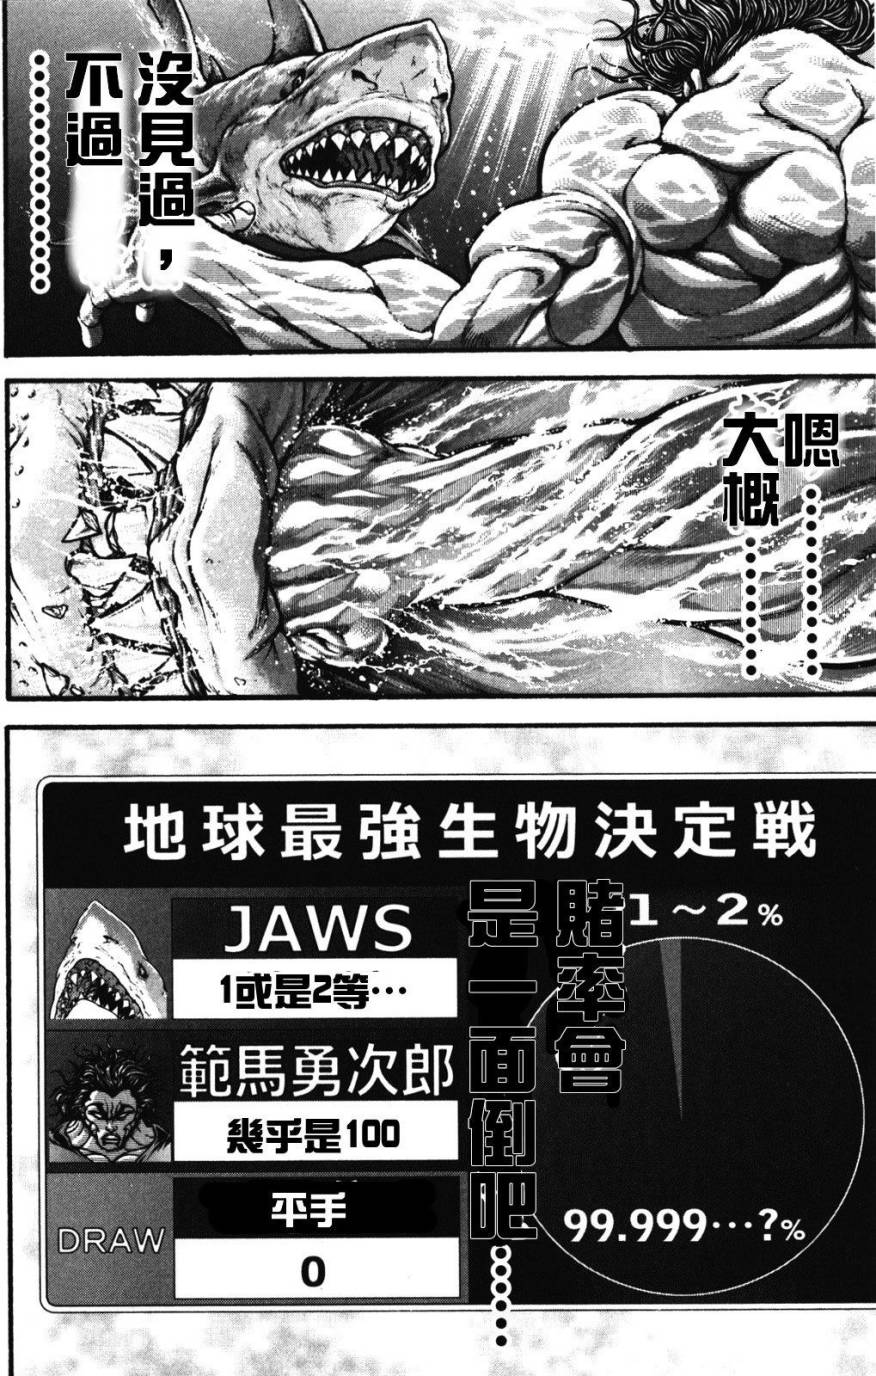 沒見過，
不過……………
嗯…………
大概………
地球最強生物決定戦
JAWS
1或是2等…
範馬勇次郎
幾乎是100
DRAW
平手
0
1～2%
99.999…?%
賭率會
是一面倒吧………